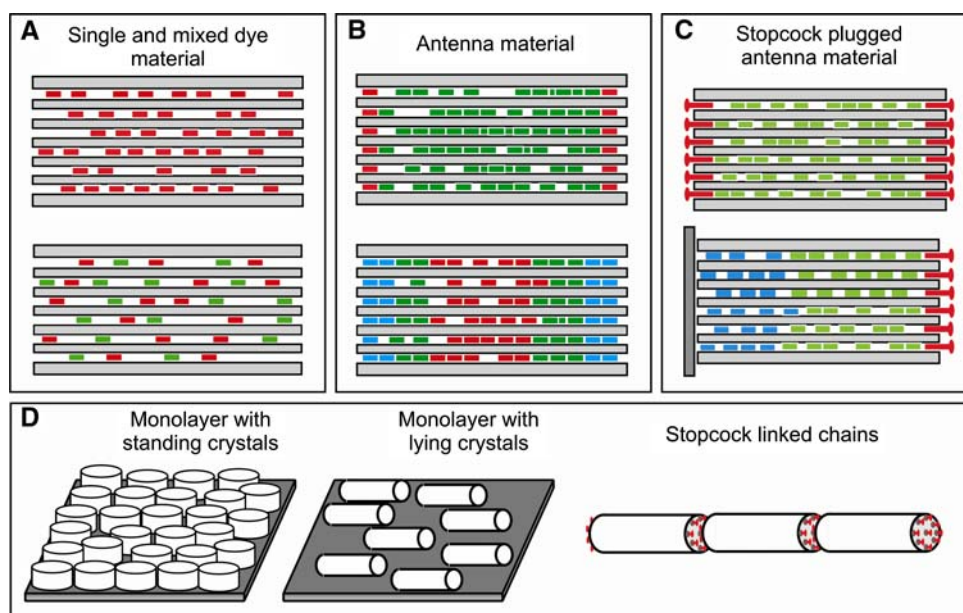 A
Single and mixed dye
material
B
Antenna material
C
Stopcock plugged
antenna material
D
Monolayer with
standing crystals
Monolayer with
lying crystals
Stopcock linked chains